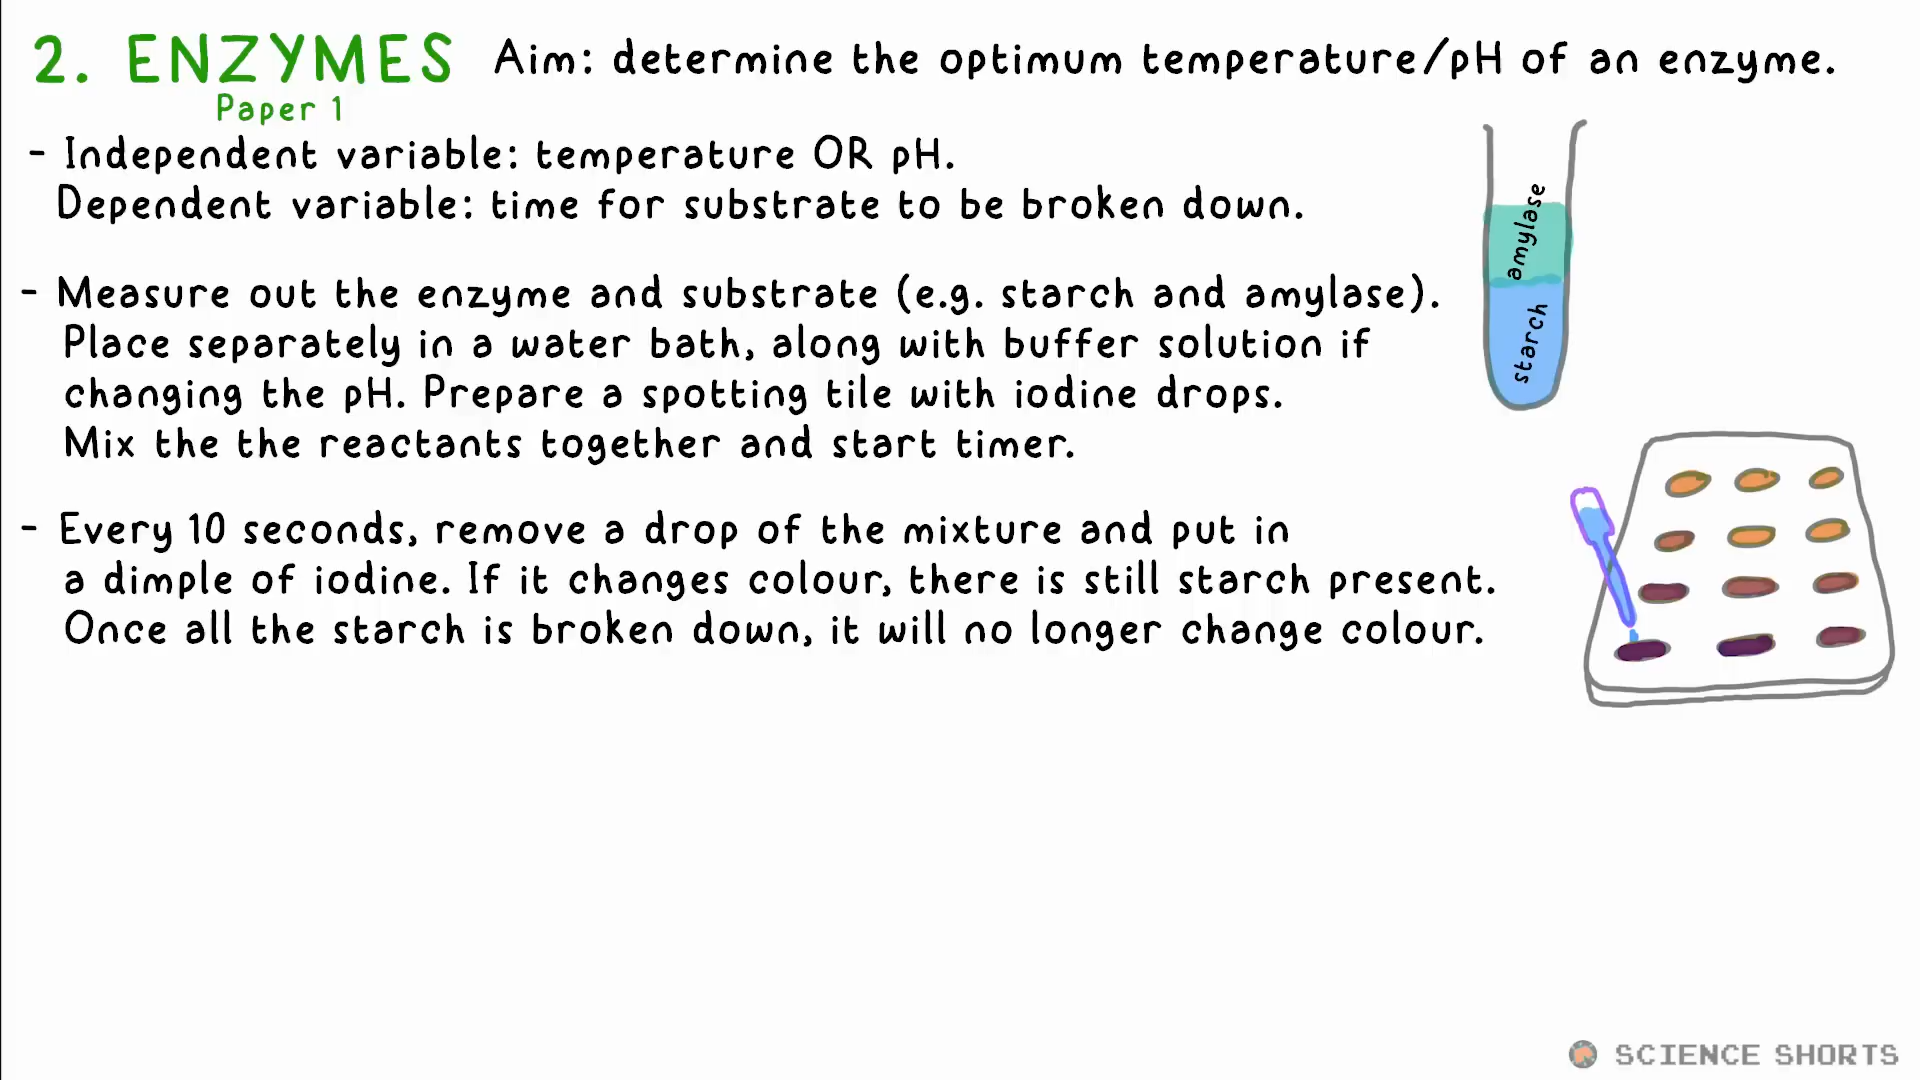 2. ENZYMES Aim: determine the optimum temperature/pH of an enzyme.
Paper 1
- Independent variable: temperature OR pH.
Dependent variable: time for substrate to be broken down.
- Measure out the enzyme and substrate (e.g. starch and amylase).
Place separately in a water bath, along with buffer solution if
changing the pH. Prepare a spotting tile with iodine drops.
Mix the the reactants together and start timer.
- Every 10 seconds, remove a drop of the mixture and put in
a dimple of iodine. If it changes colour, there is still starch present.
Once all the starch is broken down, it will no longer change colour.
amylase
starch
SCIENCE SHORTS